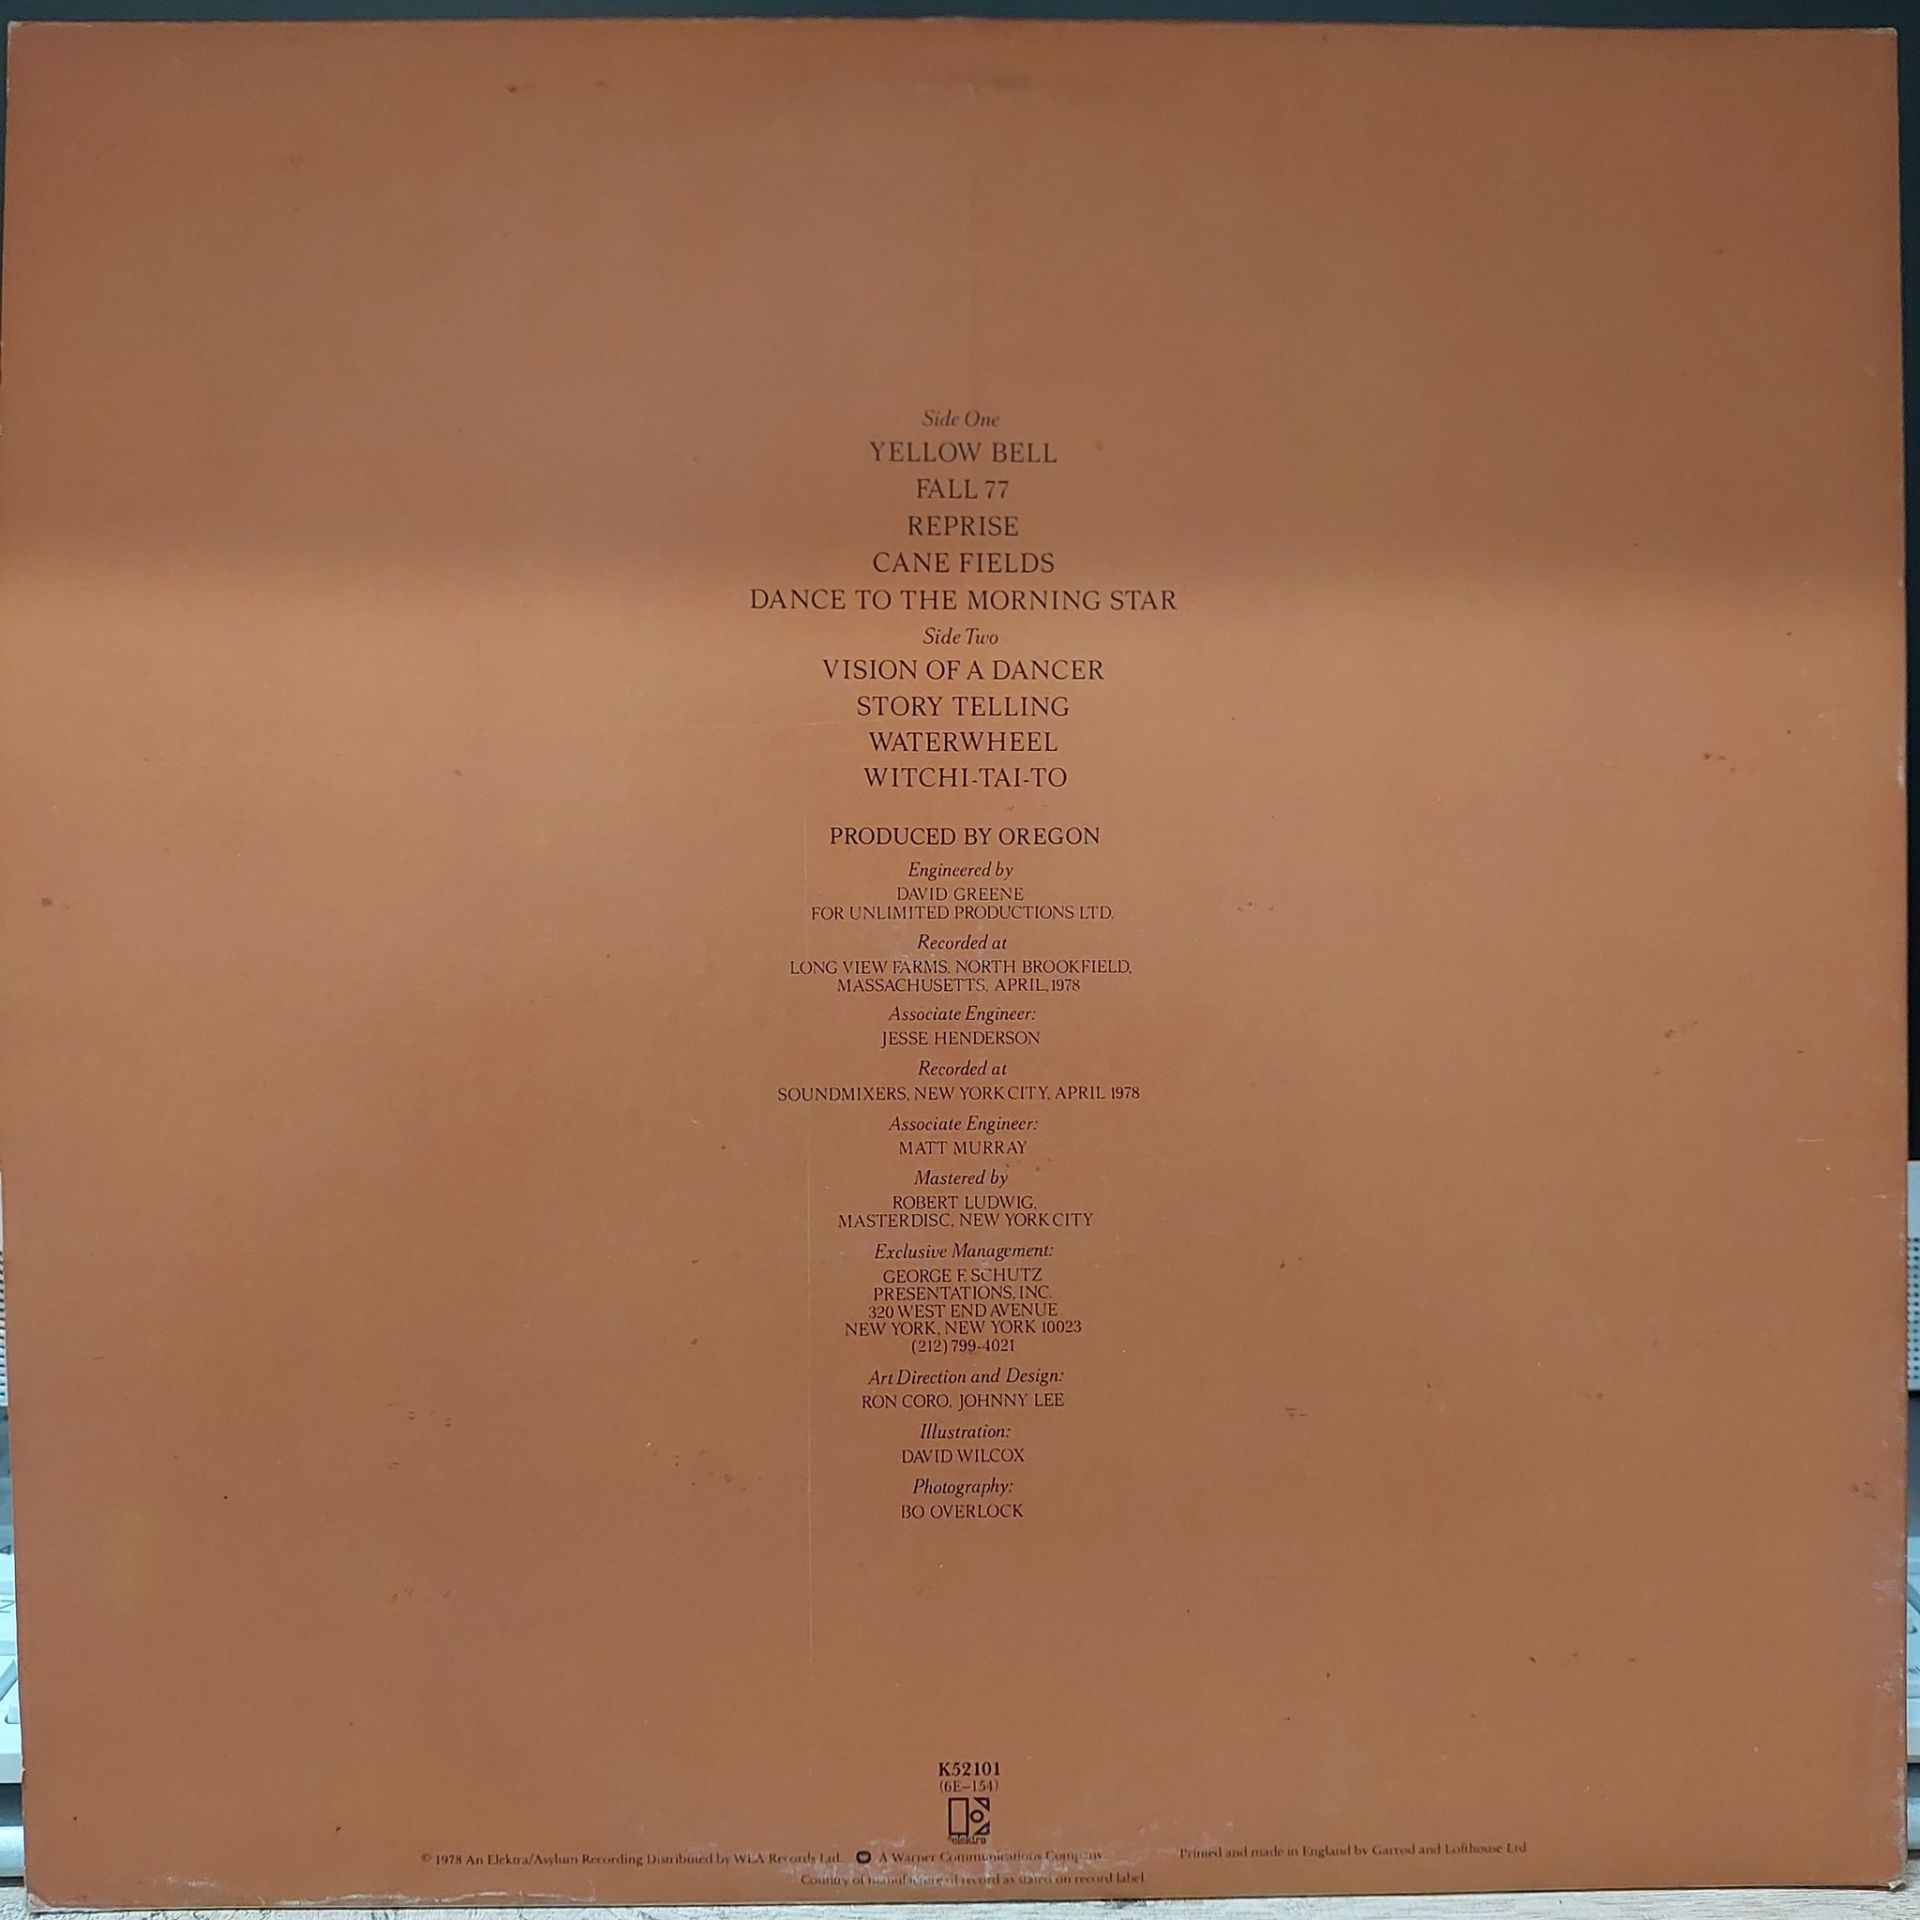 Side One
YELLOW BELL
FALL 77
REPRISE
CANE FIELDS
DANCE TO THE MORNING STAR
Side Two
VISION OF A DANCER
STORY TELLING
WATERWHEEL
WITCHI-TAI-TO
PRODUCED BY OREGON
Engineered by
DAVID GREENE
FOR UNLIMITED PRODUCTIONS LTD.
Recorded at
LONG VIEW FARMS, NORTH BROOKFIELD,
MASSACHUSETTS, APRIL, 1978
Associate Engineer:
JESSE HENDERSON
Recorded at
SOUNDMIXERS, NEW YORK CITY, APRIL 1978
Associate Engineer:
MATT MURRAY
Mastered by
ROBERT LUDWIG,
MASTERDISC, NEW YORK CITY
Exclusive Management:
GEORGE F. SCHUTZ
PRESENTATIONS, INC.
320 WEST END AVENUE
NEW YORK, NEW YORK 10023
(212) 799-4021
Art Direction and Design:
RON CORO, JOHNNY LEE
Illustration:
DAVID WILCOX
Photography:
BO OVERLOCK
K52101
(6E-154)
elektra
© 1978 An Elektra/Asylum Recording Distributed by WEA Records Ltd. A Warner Communications Company. Printed and made in England by Garrod and Lofthouse Ltd
Country of manufacture of record as stated on record label